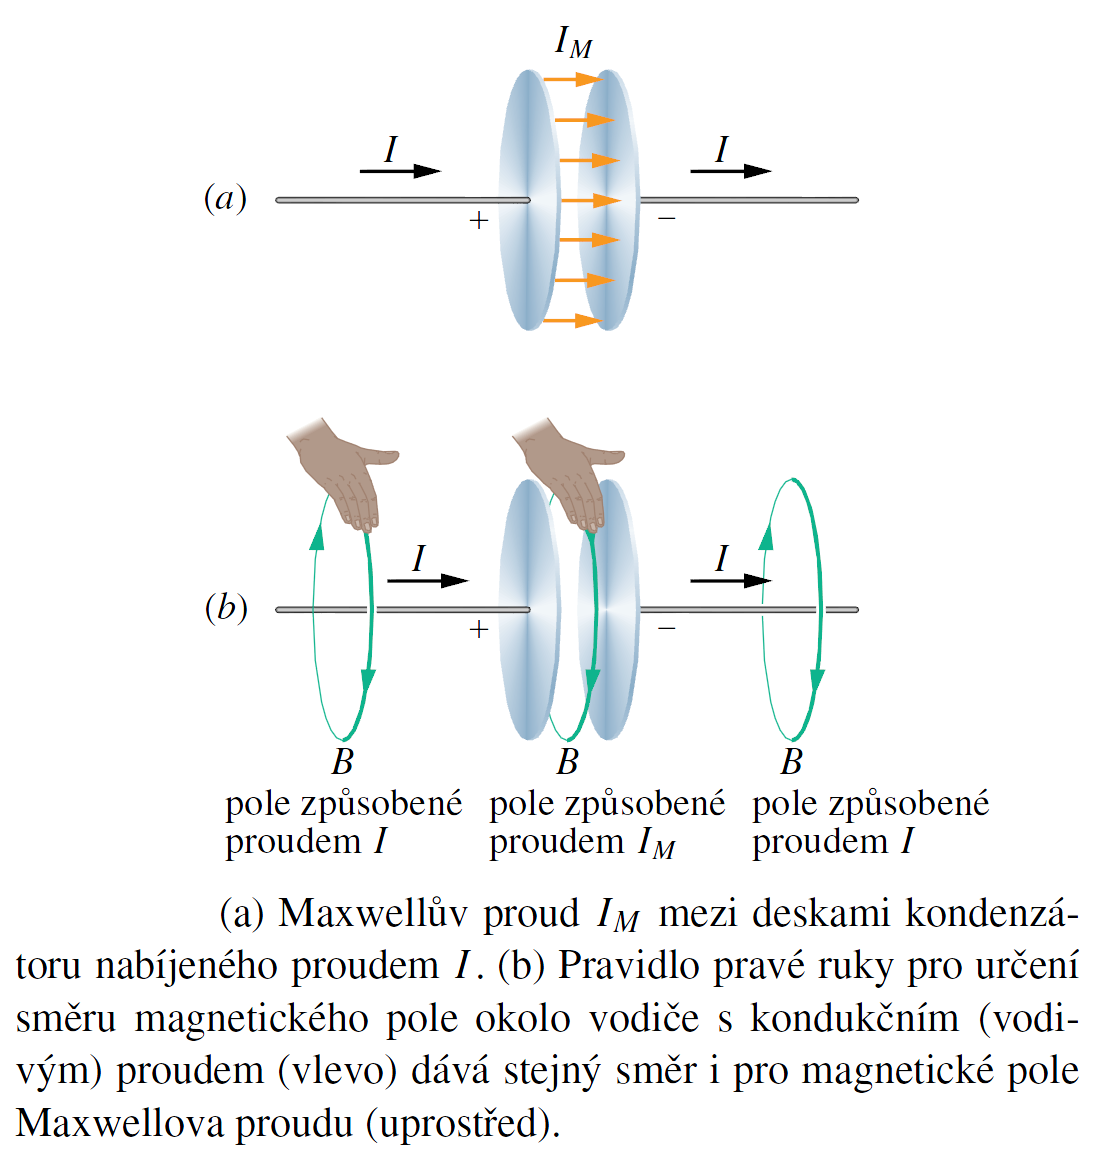 I_M
I
I
(a)
+
−
I
I
(b)
+
−
B
B
B
pole způsobené
proudem I
pole způsobené
proudem I_M
pole způsobené
proudem I
(a) Maxwellův proud I_M mezi deskami kondenzá-
toru nabíjeného proudem I. (b) Pravidlo pravé ruky pro určení
směru magnetického pole okolo vodiče s kondukčním (vodi-
vým) proudem (vlevo) dává stejný směr i pro magnetické pole
Maxwellova proudu (uprostřed).